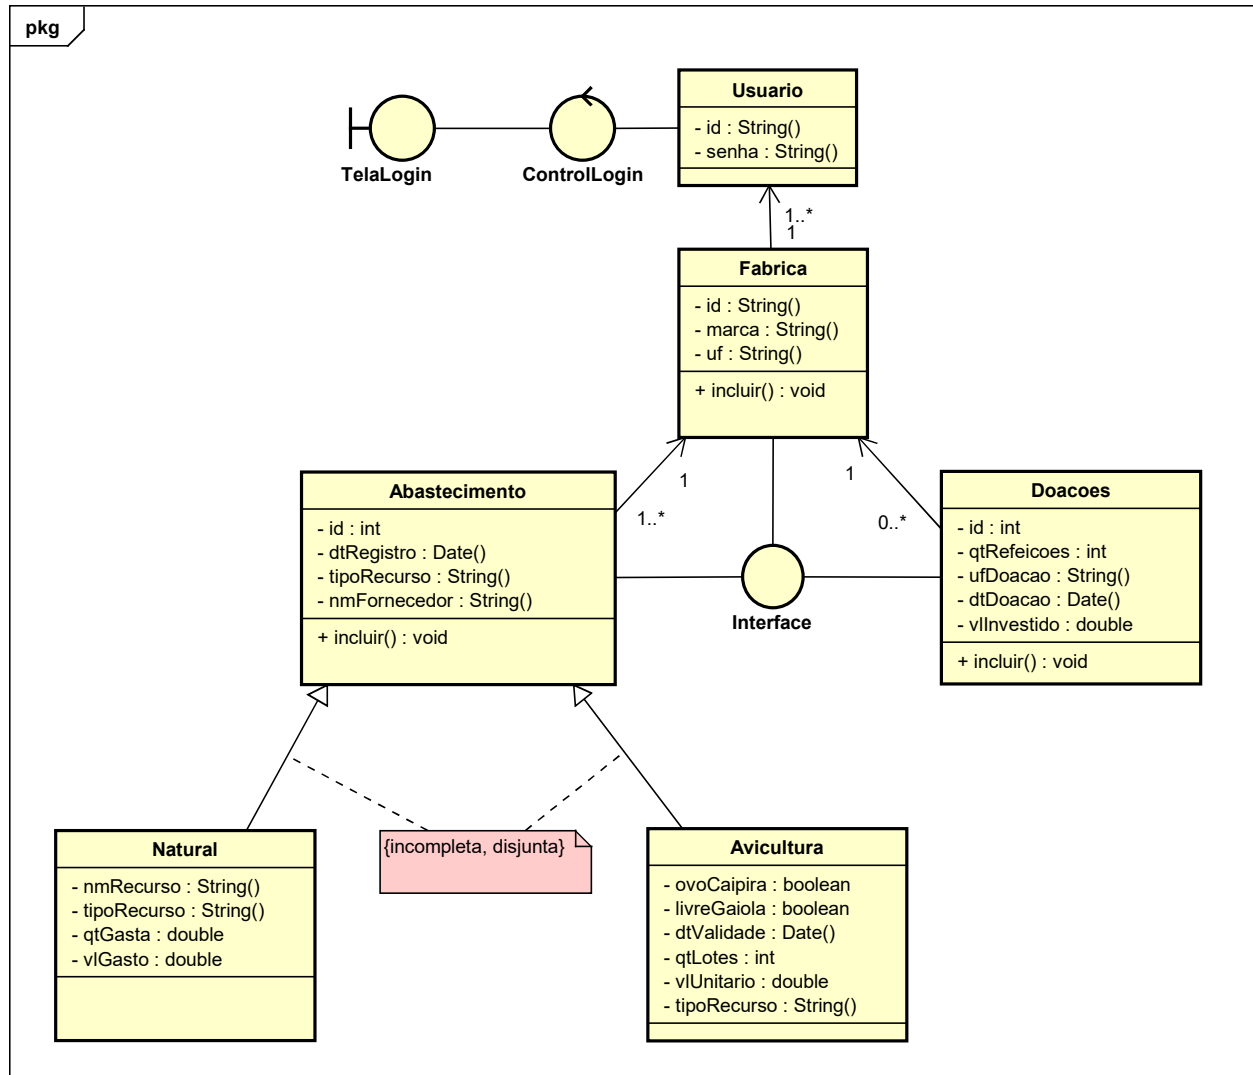 pkg
Usuario
- id : String()
- senha : String()
TelaLogin
ControlLogin
1..*
1
Fabrica
- id : String()
- marca : String()
- uf : String()
+ incluir() : void
1
1..*
1
0..*
Abastecimento
- id : int
- dtRegistro : Date()
- tipoRecurso : String()
- nmFornecedor : String()
+ incluir() : void
Interface
Doacoes
- id : int
- qtRefeicoes : int
- ufDoacao : String()
- dtDoacao : Date()
- vlInvestido : double
+ incluir() : void
Natural
- nmRecurso : String()
- tipoRecurso : String()
- qtGasta : double
- vlGasto : double
{incompleta, disjunta}
Avicultura
- ovoCaipira : boolean
- livreGaiola : boolean
- dtValidade : Date()
- qtLotes : int
- vlUnitario : double
- tipoRecurso : String()